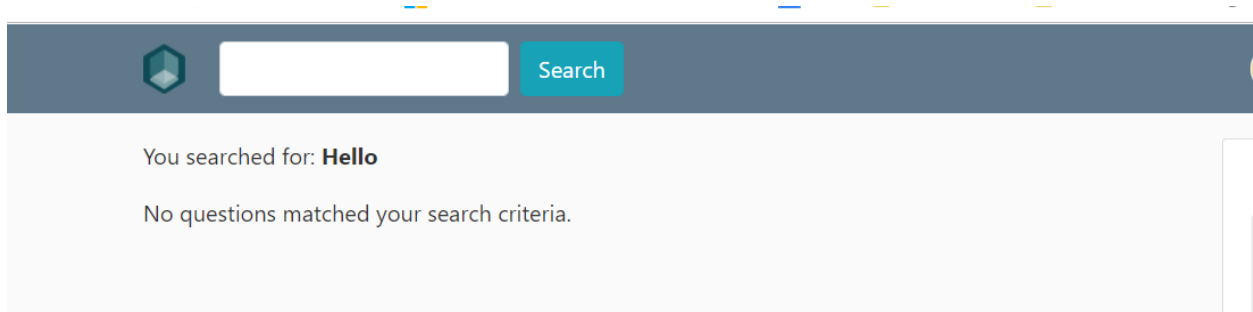 Search
You searched for: Hello
No questions matched your search criteria.